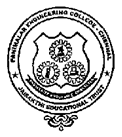 PANIMALAR ENGINEERING COLLEGE - CHENNAI
JAISAKTHI EDUCATIONAL TRUST